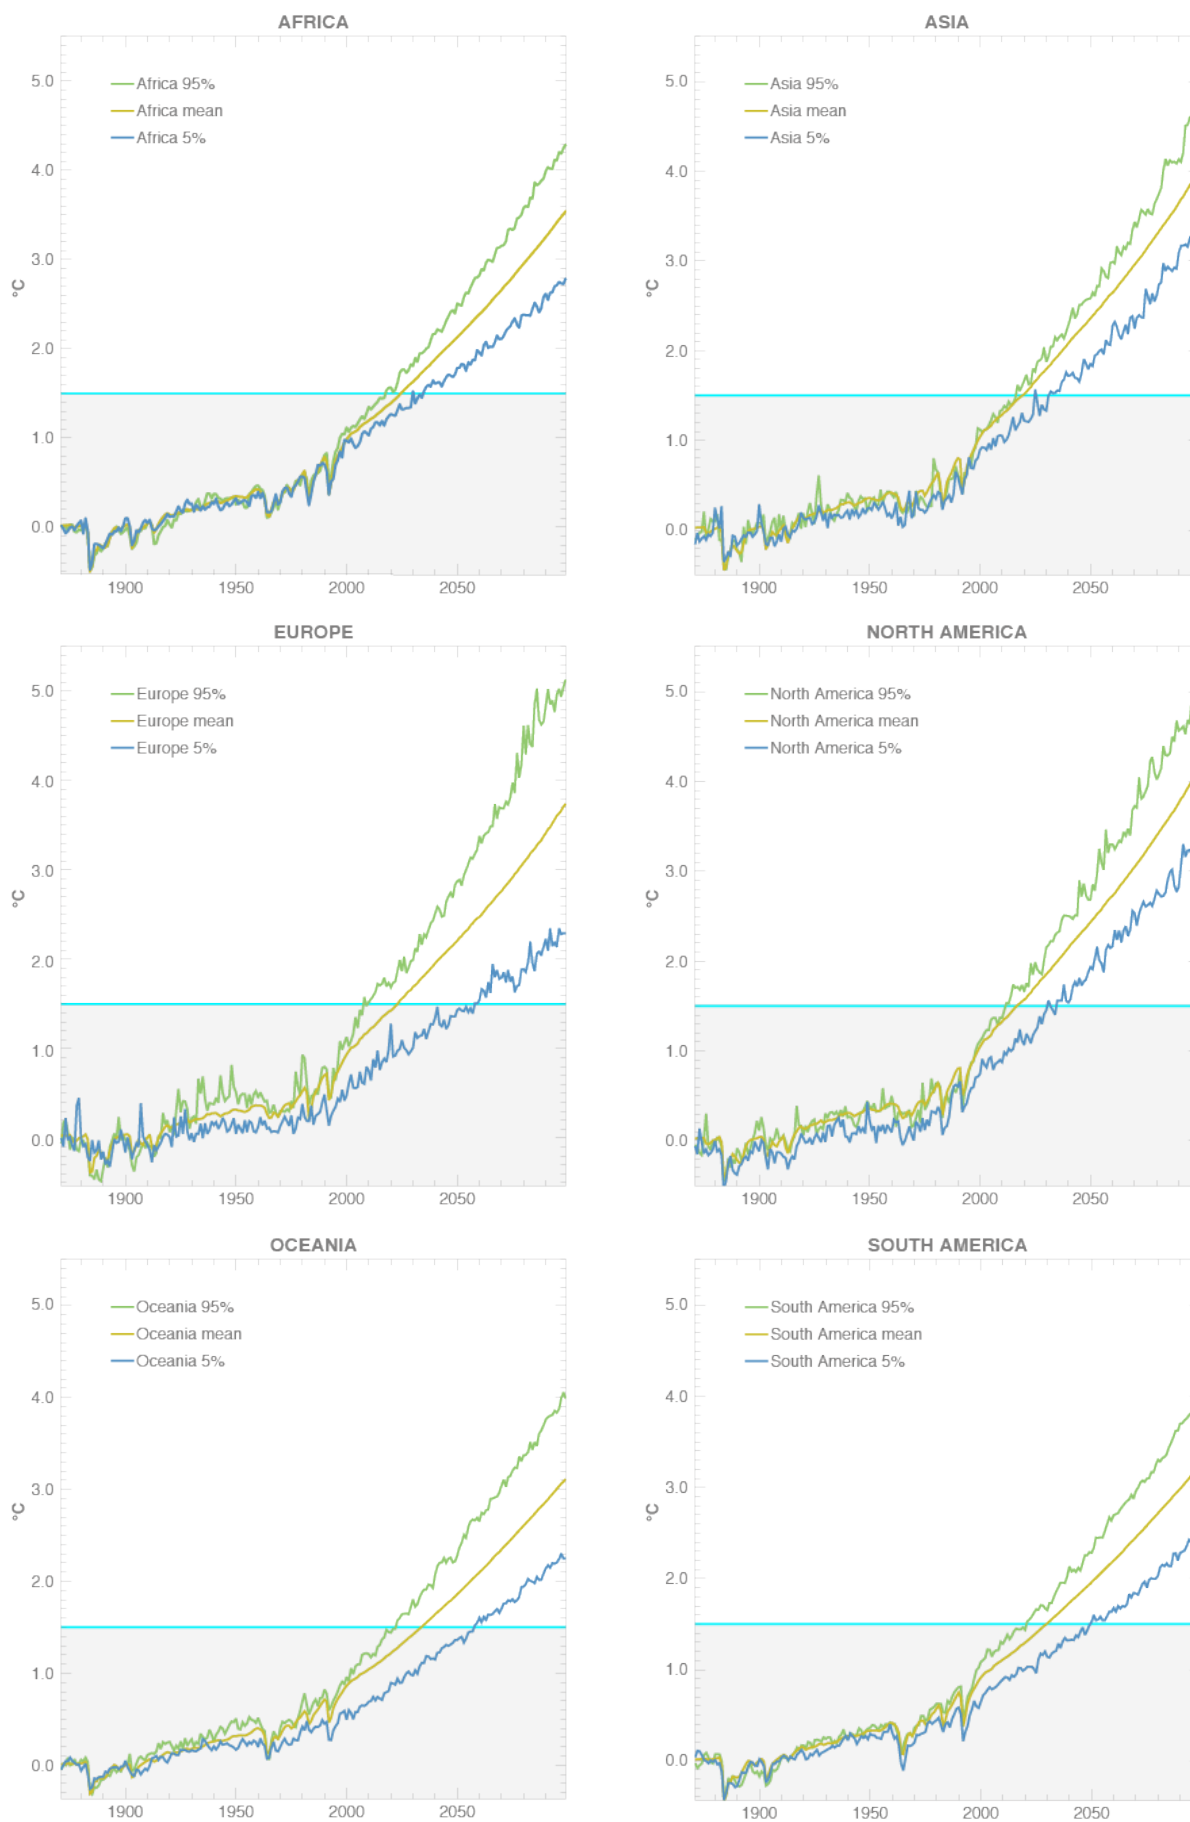 AFRICA
5.0
4.0
3.0
2.0
1.0
0.0
°C
Africa 95%
Africa mean
Africa 5%
1900 1950 2000 2050
ASIA
5.0
4.0
3.0
2.0
1.0
0.0
°C
Asia 95%
Asia mean
Asia 5%
1900 1950 2000 2050
EUROPE
5.0
4.0
3.0
2.0
1.0
0.0
°C
Europe 95%
Europe mean
Europe 5%
1900 1950 2000 2050
NORTH AMERICA
5.0
4.0
3.0
2.0
1.0
0.0
°C
North America 95%
North America mean
North America 5%
1900 1950 2000 2050
OCEANIA
5.0
4.0
3.0
2.0
1.0
0.0
°C
Oceania 95%
Oceania mean
Oceania 5%
1900 1950 2000 2050
SOUTH AMERICA
5.0
4.0
3.0
2.0
1.0
0.0
°C
South America 95%
South America mean
South America 5%
1900 1950 2000 2050